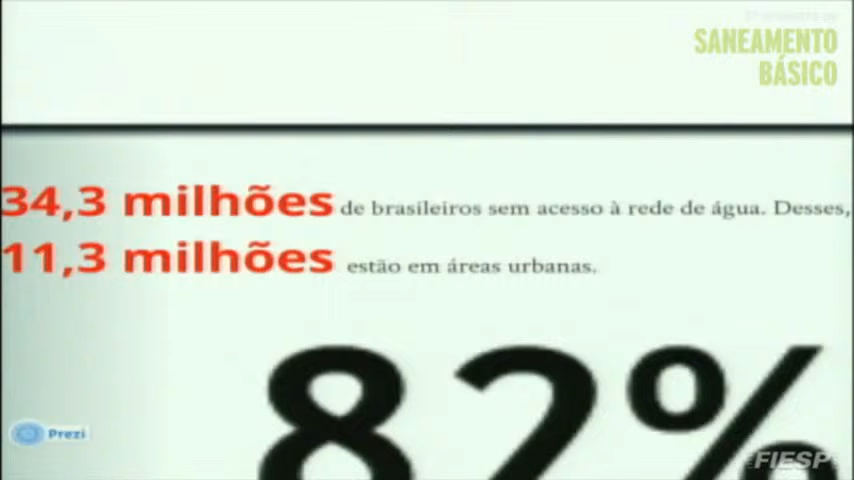 SANEAMENTO
BÁSICO
34,3 milhões de brasileiros sem acesso à rede de água. Desses,
11,3 milhões estão em áreas urbanas.
82%
Prezi
FIESP